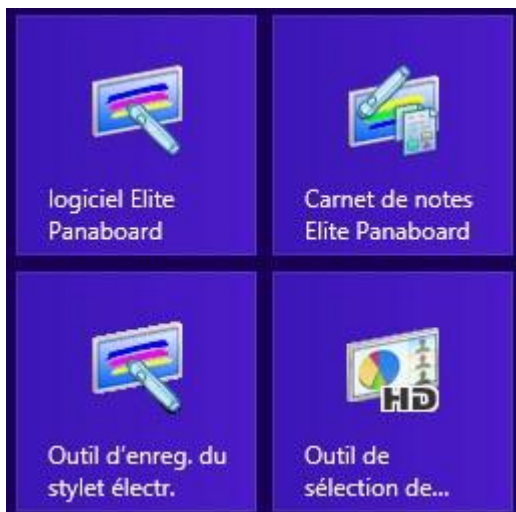 logiciel Elite
Panaboard
Carnet de notes
Elite Panaboard
Outil d'enreg. du
stylet électr.
HD
Outil de
sélection de...